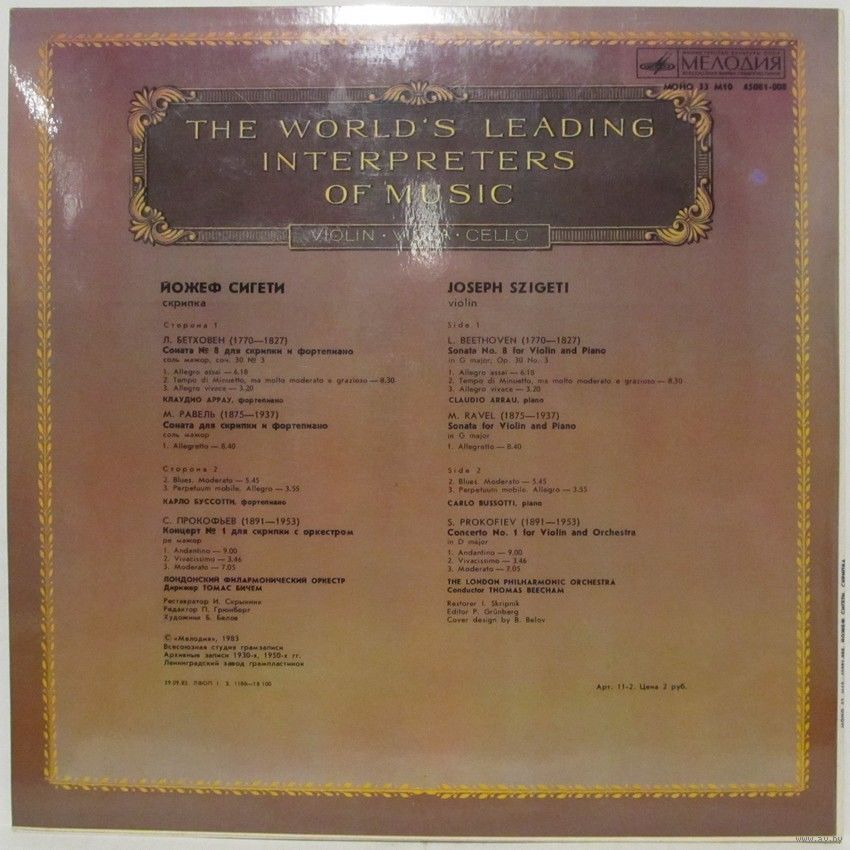 МЕЛОДИЯ
МОНО 33 М10 45081-008
THE WORLD'S LEADING
INTERPRETERS
OF MUSIC
VIOLIN · VIOLA · CELLO
ЙОЖЕФ СИГЕТИ
скрипка
Сторона 1
Л. БЕТХОВЕН (1770—1827)
Соната № 8 для скрипки и фортепиано
соль мажор, соч. 30 № 3
1. Allegro assai — 6.18
2. Tempo di Minuetto, ma molto moderato e grazioso — 8.30
3. Allegro vivace — 3.20
КЛАУДИО АРРАУ, фортепиано
М. РАВЕЛЬ (1875—1937)
Соната для скрипки и фортепиано
соль мажор
1. Allegretto — 8.40
Сторона 2
2. Blues. Moderato — 5.45
3. Perpetuum mobile. Allegro — 3.55
КАРЛО БУССОТТИ, фортепиано
С. ПРОКОФЬЕВ (1891—1953)
Концерт № 1 для скрипки с оркестром
ре мажор
1. Andantino — 9.00
2. Vivacissimo — 3.46
3. Moderato — 7.05
ЛОНДОНСКИЙ ФИЛАРМОНИЧЕСКИЙ ОРКЕСТР
Дирижер ТОМАС БИЧЕМ
Реставратор И. Скрыпник
Редактор П. Грюнберг
Художник Б. Белов
© «Мелодия», 1983
Всесоюзная студия грамзаписи
Архивные записи 1930-х, 1950-х гг.
Ленинградский завод грампластинок
JOSEPH SZIGETI
violin
Side 1
L. BEETHOVEN (1770—1827)
Sonata No. 8 for Violin and Piano
in G major, Op. 30 No. 3
1. Allegro assai — 6.18
2. Tempo di Minuetto, ma molto moderato e grazioso — 8.30
3. Allegro vivace — 3.20
CLAUDIO ARRAU, piano
M. RAVEL (1875—1937)
Sonata for Violin and Piano
in G major
1. Allegretto — 8.40
Side 2
2. Blues. Moderato — 5.45
3. Perpetuum mobile. Allegro — 3.55
CARLO BUSSOTTI, piano
S. PROKOFIEV (1891—1953)
Concerto No. 1 for Violin and Orchestra
in D major
1. Andantino — 9.00
2. Vivacissimo — 3.46
3. Moderato — 7.05
THE LONDON PHILHARMONIC ORCHESTRA
Conductor THOMAS BEECHAM
Restorer I. Skripnik
Editor P. Grünberg
Cover design by B. Belov
Арт. 11-2. Цена 2 руб.
ЙОЖЕФ СИГЕТИ, СКРИПКА
www.ay.by